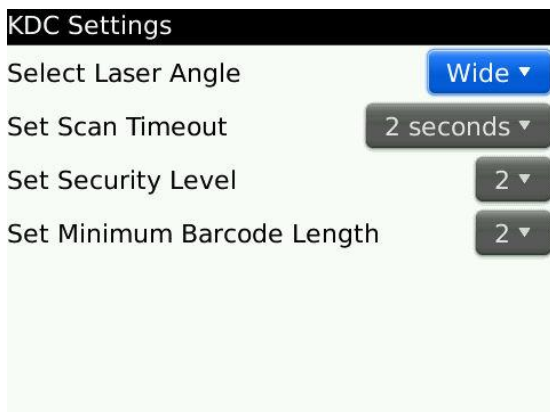 KDC Settings
Select Laser Angle Wide
Set Scan Timeout 2 seconds
Set Security Level 2
Set Minimum Barcode Length 2